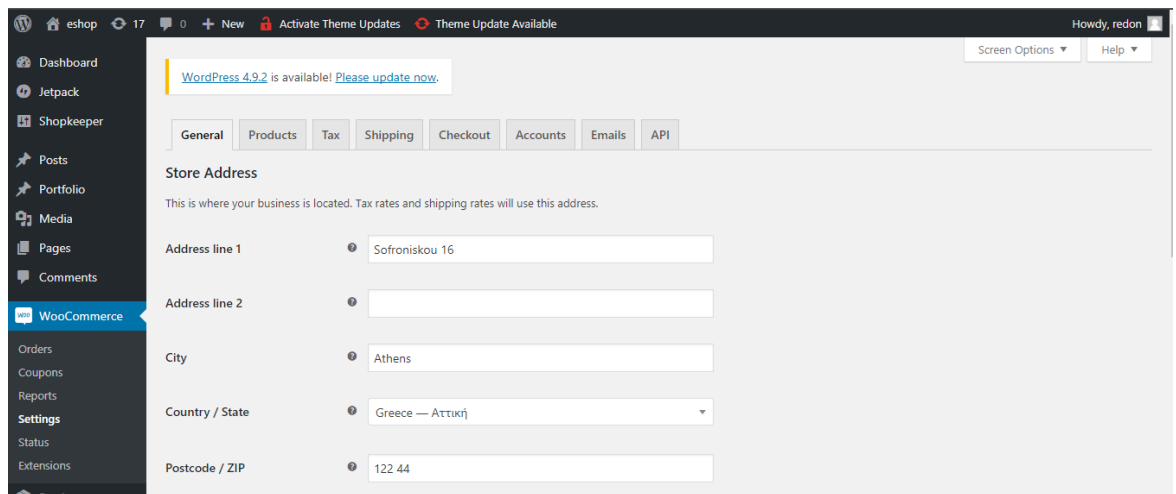 eshop 17 0 + New Activate Theme Updates Theme Update Available Howdy, redon
Screen Options ▼ Help ▼
Dashboard
Jetpack
Shopkeeper
Posts
Portfolio
Media
Pages
Comments
WooCommerce
Orders
Coupons
Reports
Settings
Status
Extensions
WordPress 4.9.2 is available! Please update now.
General Products Tax Shipping Checkout Accounts Emails API
Store Address
This is where your business is located. Tax rates and shipping rates will use this address.
Address line 1 Sofroniskou 16
Address line 2
City Athens
Country / State Greece — Αττική
Postcode / ZIP 122 44